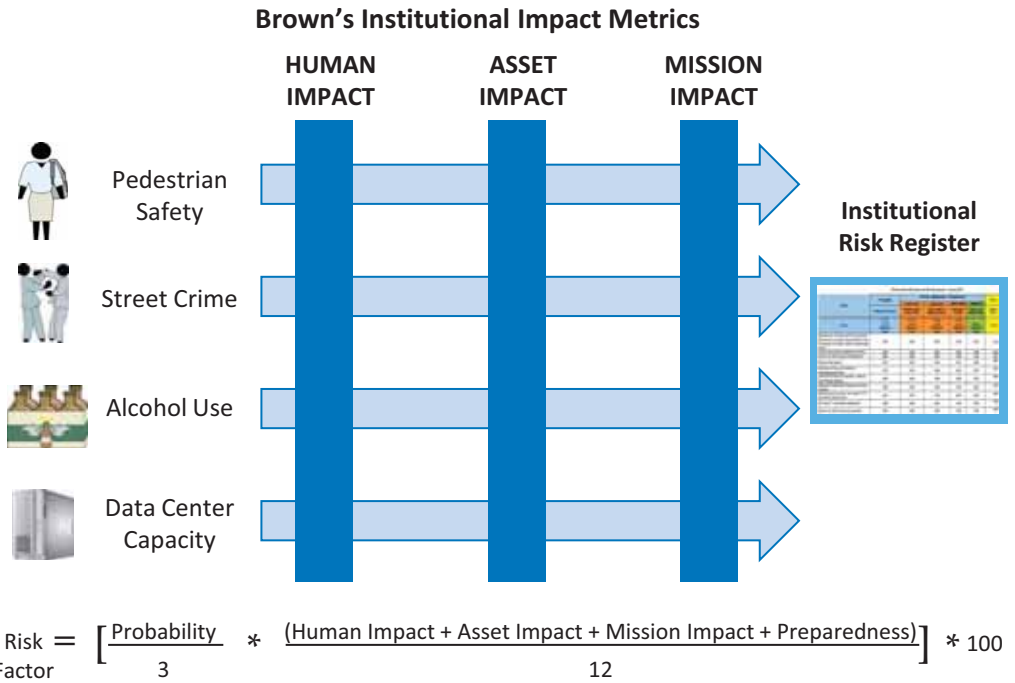 Brown’s Institutional Impact Metrics
HUMAN
IMPACT
ASSET
IMPACT
MISSION
IMPACT
Pedestrian
Safety
Institutional
Risk Register
Street Crime
Alcohol Use
Data Center
Capacity
Risk = [ Probability * (Human Impact + Asset Impact + Mission Impact + Preparedness) ] * 100
Factor 3 12